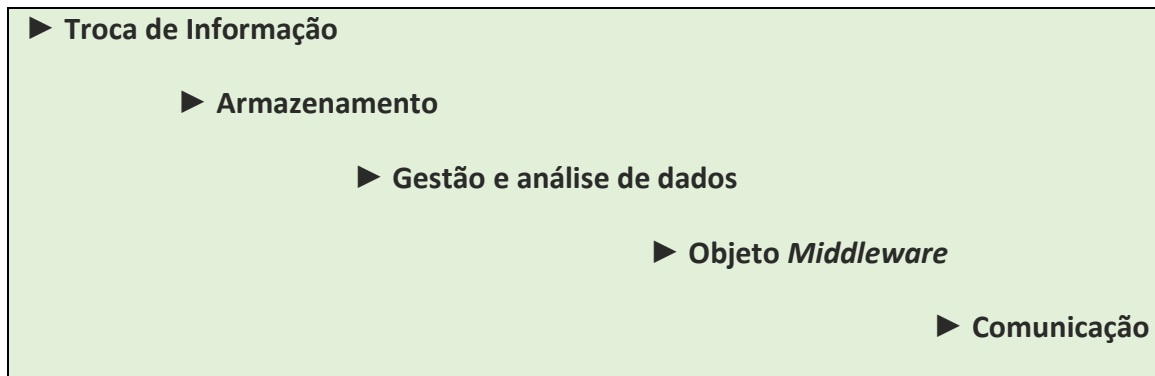 ► Troca de Informação
► Armazenamento
► Gestão e análise de dados
► Objeto Middleware
► Comunicação